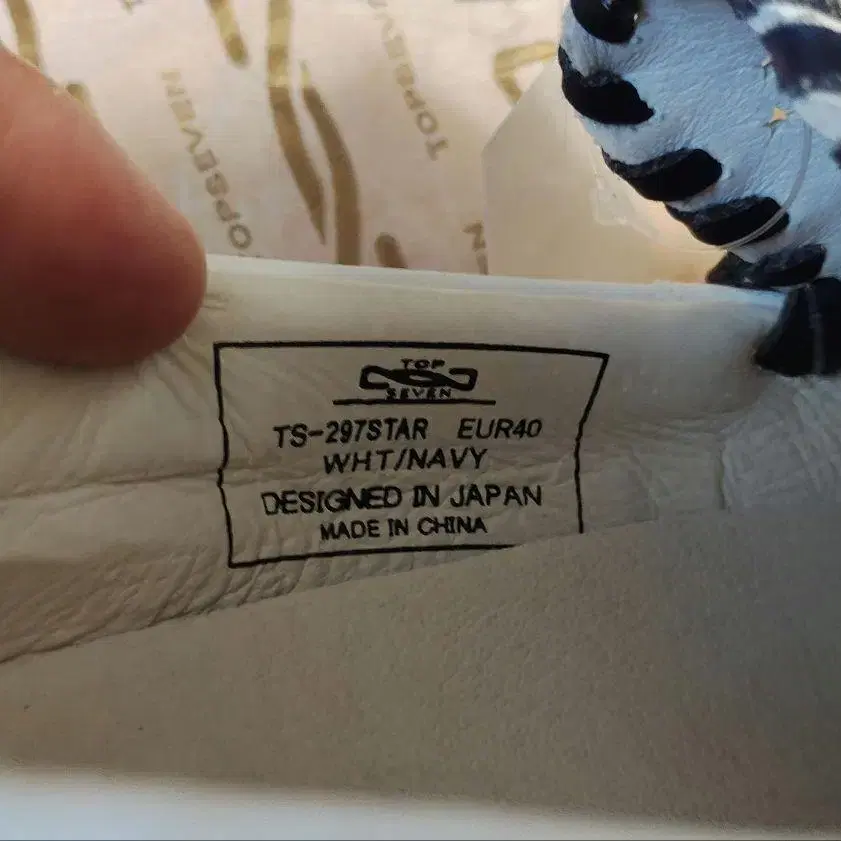 TOPSEVEN
TOPSEVEN
TOP
SEVEN
TS-297STAR EUR40
WHT/NAVY
DESIGNED IN JAPAN
MADE IN CHINA